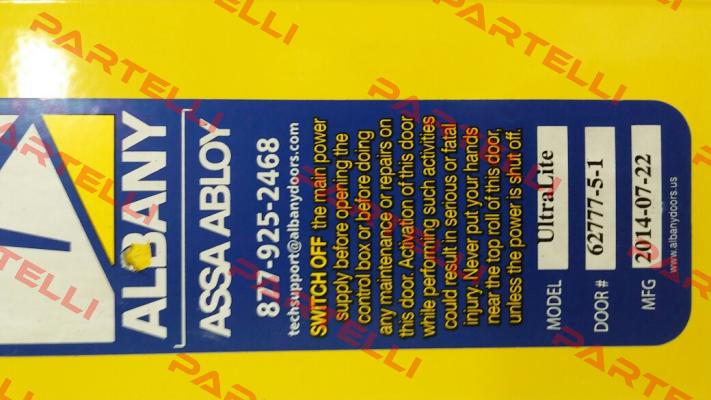 ALBANY
ASSA ABLOY
877-925-2468
techsupport@albanydoors.com
SWITCH OFF the main power
supply before opening the
control box or before doing
any maintenance or repairs on
this door. Activation of this door
while performing such activities
could result in serious or fatal
injury. Never put your hands
near the top roll of this door,
unless the power is shut off.
MODEL UltraLite
DOOR # 62777-5-1
MFG 2014-07-22
www.albanydoors.us
PARTELLI
PARTELLI
PARTELLI
PARTELLI
PARTELLI
PARTELLI
PARTELLI
PARTELLI
PARTELLI